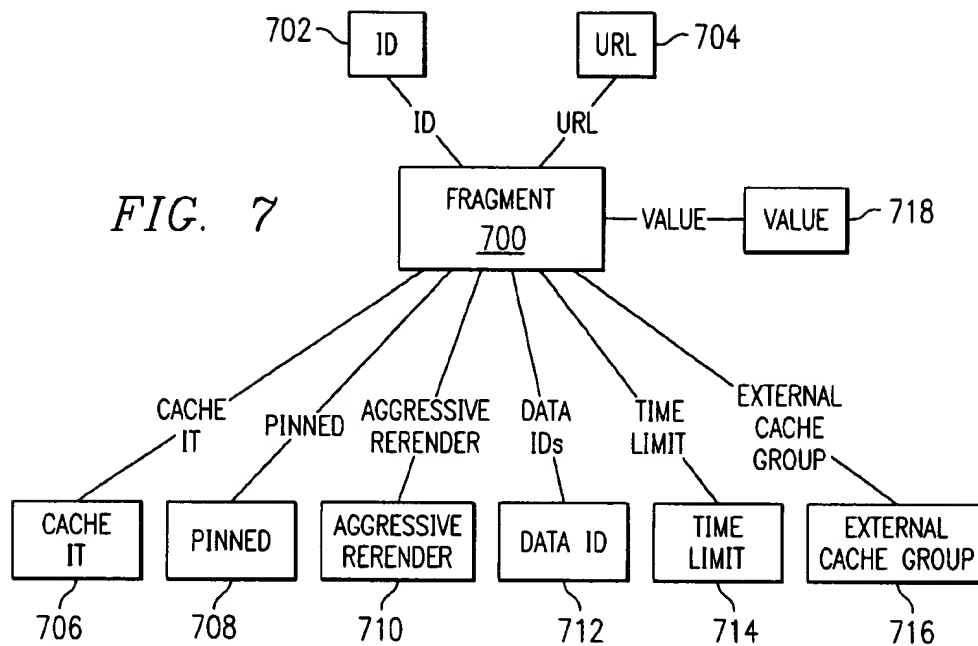 702
ID
URL
704
ID
URL
FIG. 7
FRAGMENT
700
VALUE
VALUE
718
CACHE
IT
PINNED
AGGRESSIVE
RERENDER
DATA
IDs
TIME
LIMIT
EXTERNAL
CACHE
GROUP
CACHE
IT
PINNED
AGGRESSIVE
RERENDER
DATA ID
TIME
LIMIT
EXTERNAL
CACHE GROUP
706
708
710
712
714
716